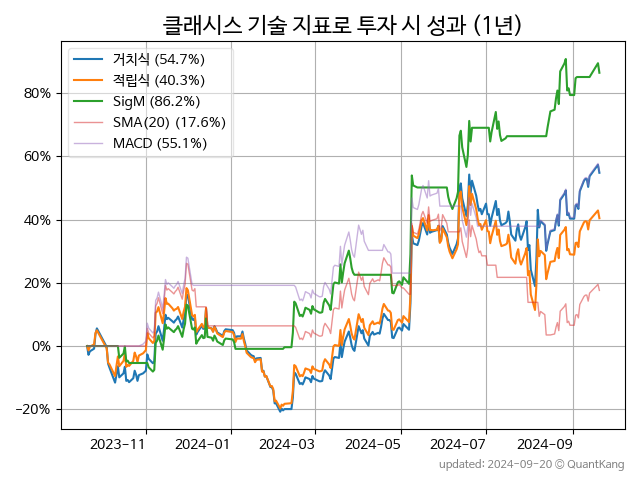 클래시스 기술 지표로 투자 시 성과 (1년)
거치식 (54.7%)
적립식 (40.3%)
SigM (86.2%)
SMA(20) (17.6%)
MACD (55.1%)
80%
60%
40%
20%
0%
−20%
2023-11 2024-01 2024-03 2024-05 2024-07 2024-09
updated: 2024-09-20 © QuantKang